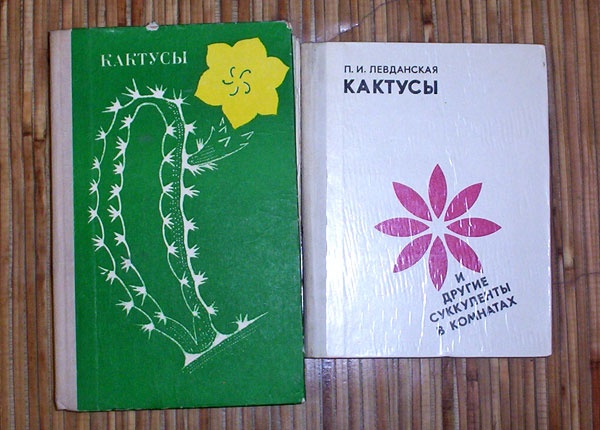 КАКТУСЫ
П. И. ЛЕВДАНСКАЯ
КАКТУСЫ
И
ДРУГИЕ
СУККУЛЕНТЫ
В КОМНАТАХ